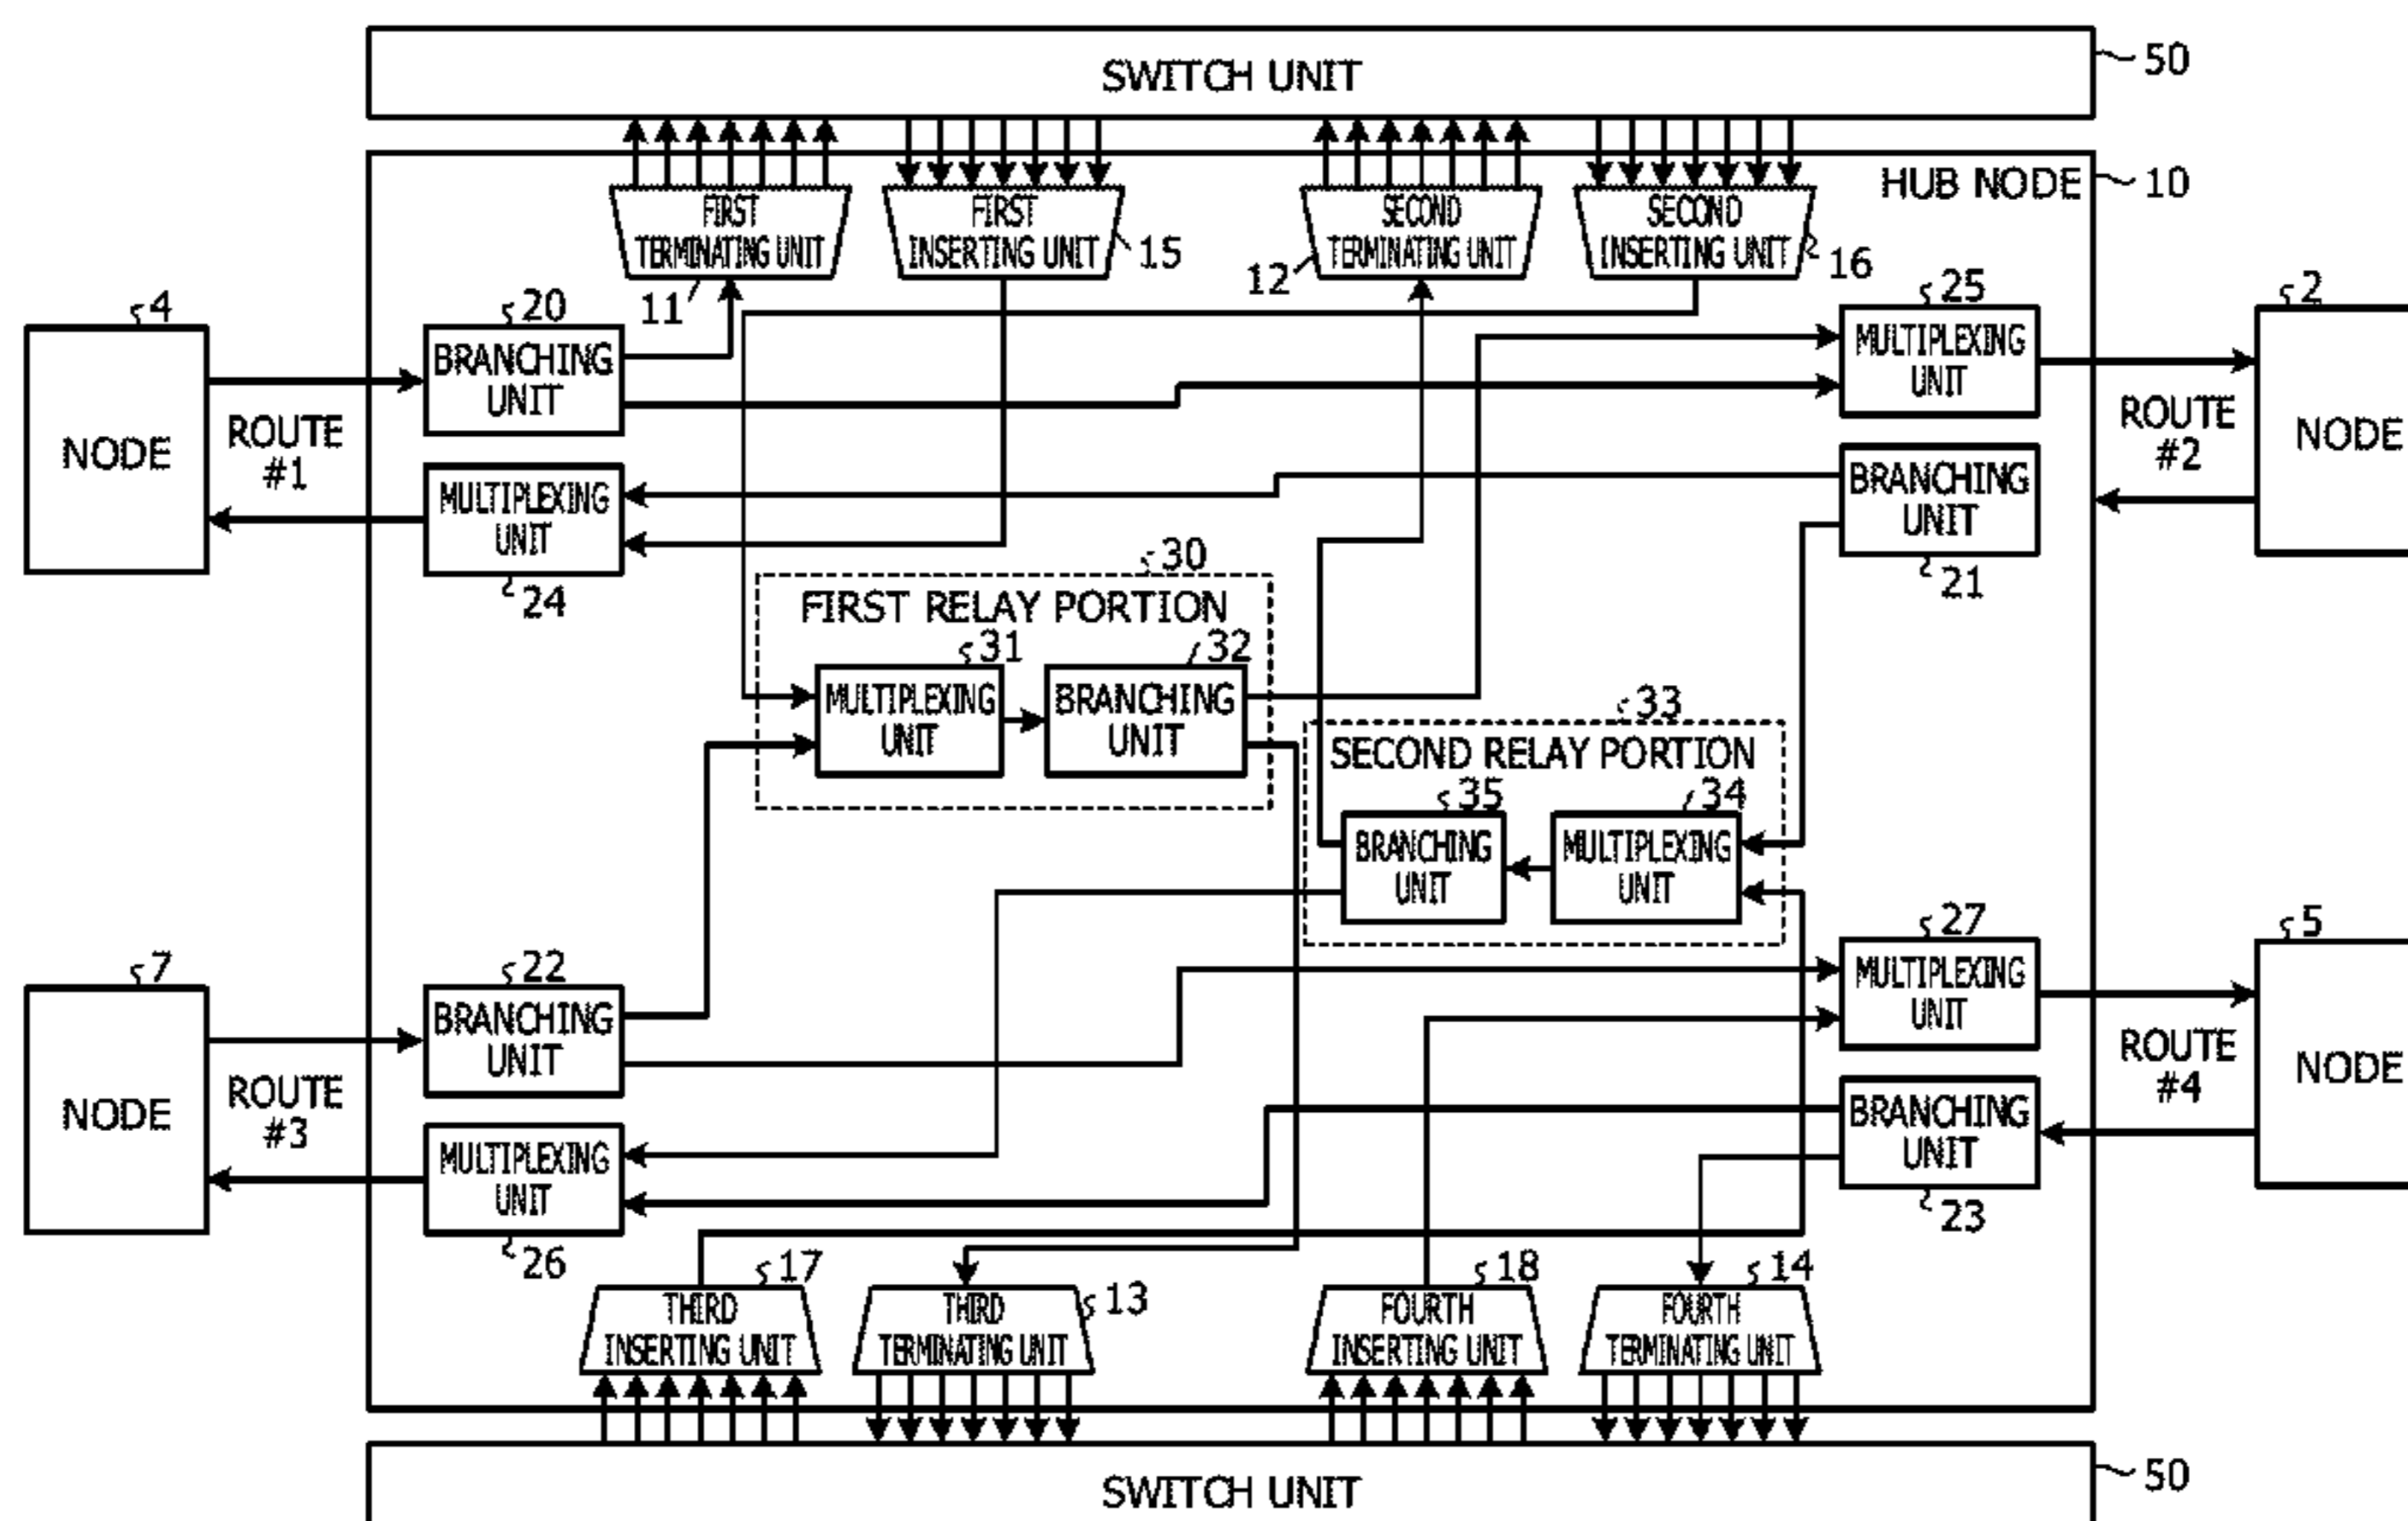 SWITCH UNIT
50
HUB NODE
10
FIRST
TERMINATING UNIT
11
FIRST
INSERTING UNIT
15
SECOND
TERMINATING UNIT
12
SECOND
INSERTING UNIT
16
4
NODE
ROUTE
#1
20
BRANCHING
UNIT
MULTIPLEXING
UNIT
24
25
MULTIPLEXING
UNIT
BRANCHING
UNIT
21
2
NODE
ROUTE
#2
30
FIRST RELAY PORTION
31
MULTIPLEXING
UNIT
32
BRANCHING
UNIT
33
SECOND RELAY PORTION
35
BRANCHING
UNIT
34
MULTIPLEXING
UNIT
7
NODE
ROUTE
#3
22
BRANCHING
UNIT
MULTIPLEXING
UNIT
26
27
MULTIPLEXING
UNIT
BRANCHING
UNIT
23
5
NODE
ROUTE
#4
17
THIRD
INSERTING UNIT
THIRD
TERMINATING UNIT
13
18
FOURTH
INSERTING UNIT
14
FOURTH
TERMINATING UNIT
SWITCH UNIT
50